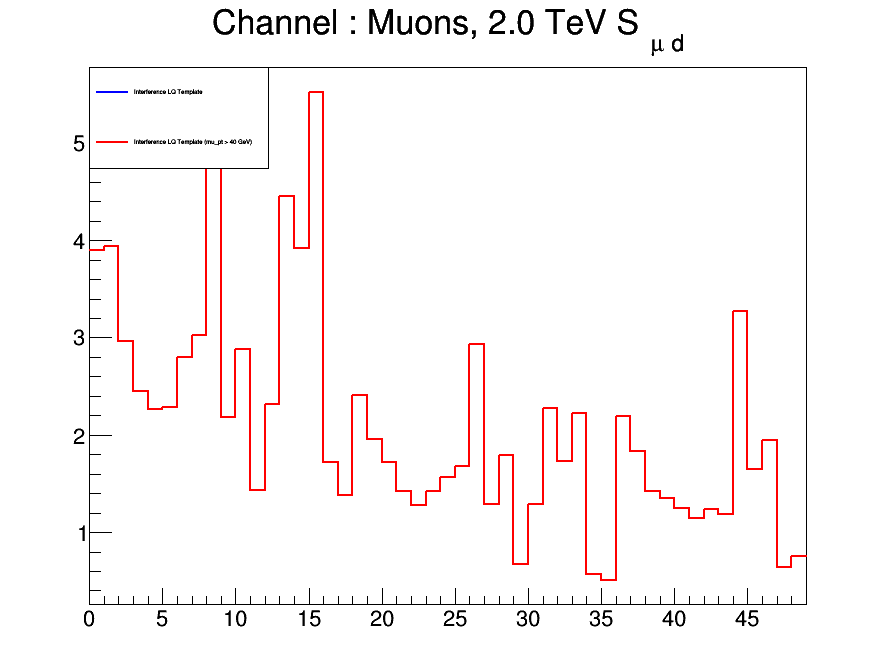 Channel : Muons, 2.0 TeV S μ d
Interference LQ Template
Interference LQ Template (mu_pt > 40 GeV)
5
4
3
2
1
0 5 10 15 20 25 30 35 40 45